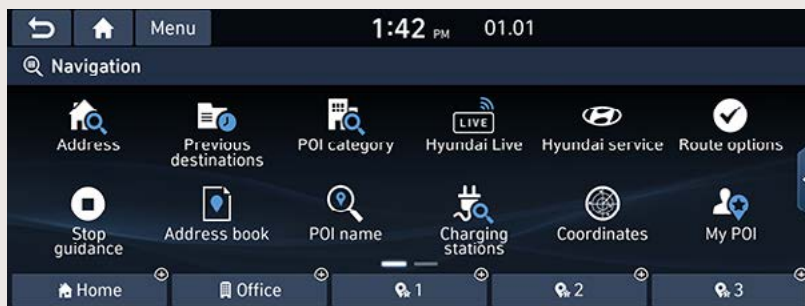 Menu
1:42 PM 01.01
Navigation
Address
Previous
destinations
POI category
LIVE
Hyundai Live
Hyundai service
Route options
Stop
guidance
Address book
POI name
Charging
stations
Coordinates
My POI
Home
Office
1
2
3